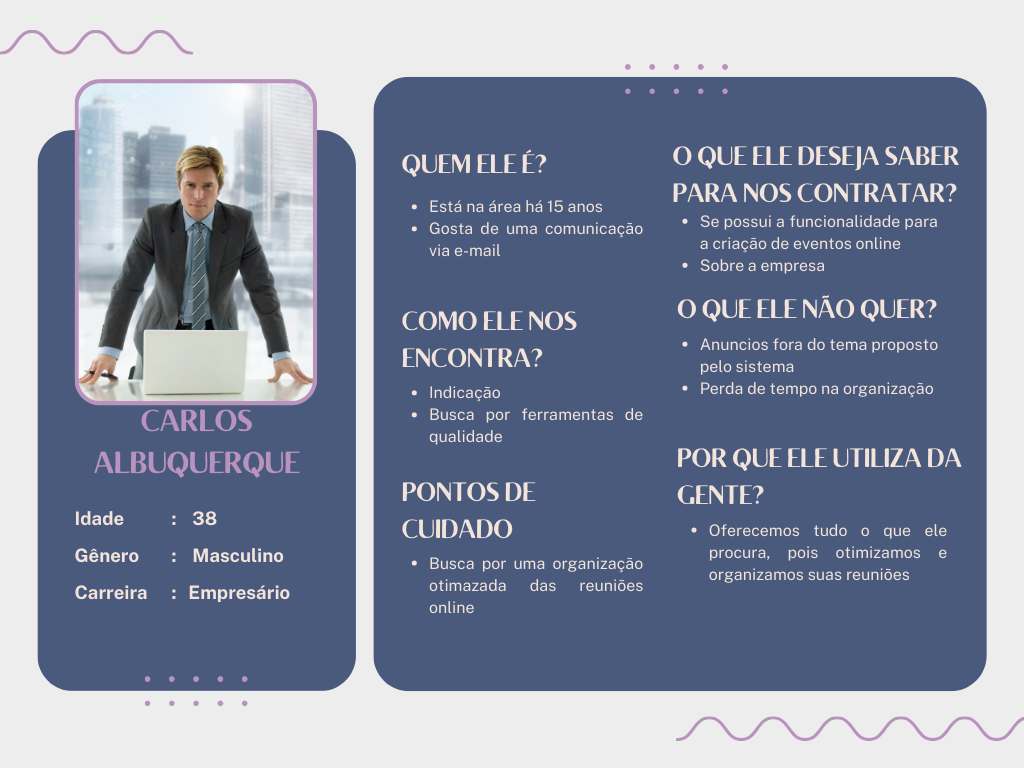 CARLOS
ALBUQUERQUE
Idade : 38
Gênero : Masculino
Carreira : Empresário
QUEM ELE É?
• Está na área há 15 anos
• Gosta de uma comunicação
via e-mail
COMO ELE NOS
ENCONTRA?
• Indicação
• Busca por ferramentas de
qualidade
PONTOS DE
CUIDADO
• Busca por uma organização
otimazada das reuniões
online
O QUE ELE DESEJA SABER
PARA NOS CONTRATAR?
• Se possui a funcionalidade para
a criação de eventos online
• Sobre a empresa
O QUE ELE NÃO QUER?
• Anuncios fora do tema proposto
pelo sistema
• Perda de tempo na organização
POR QUE ELE UTILIZA DA
GENTE?
• Oferecemos tudo o que ele
procura, pois otimizamos e
organizamos suas reuniões